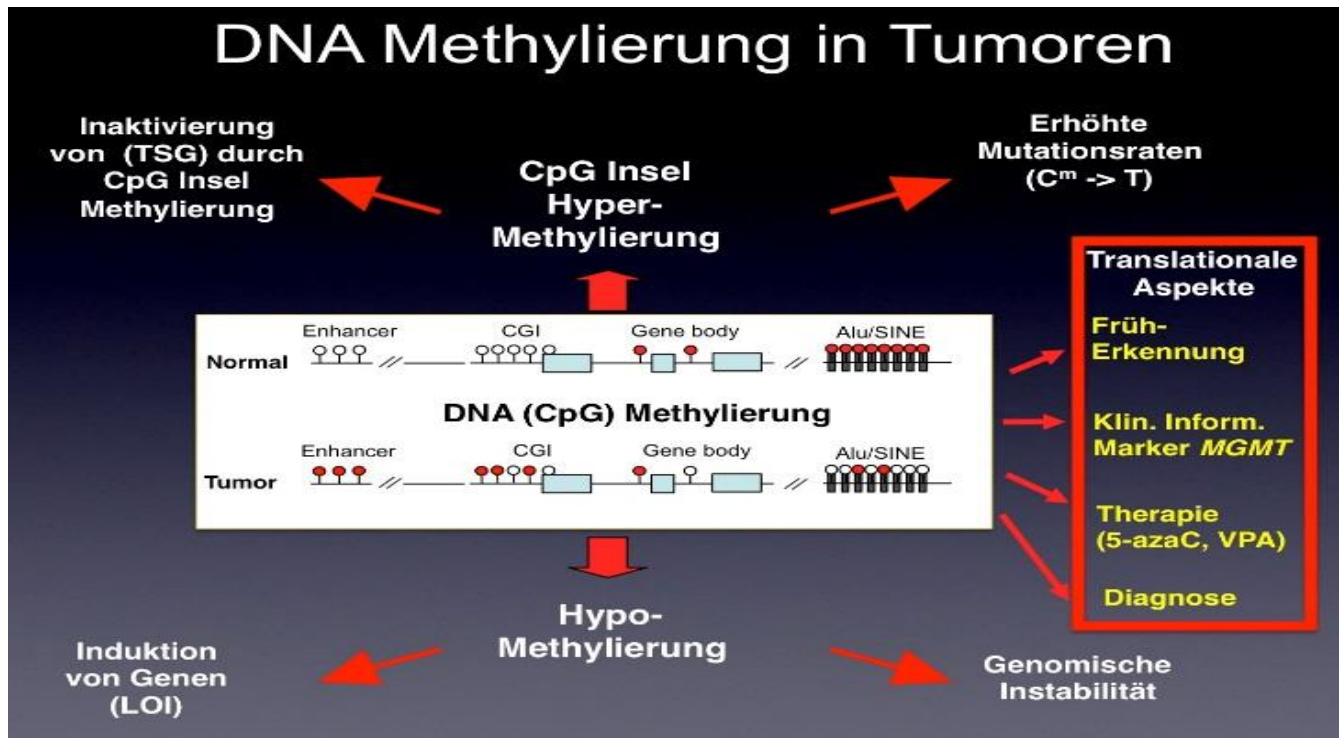 DNA Methylierung in Tumoren
Inaktivierung
von (TSG) durch
CpG Insel
Methylierung
CpG Insel
Hyper-
Methylierung
Erhöhte
Mutationsraten
(Cᵐ -> T)
Translationale
Aspekte
Früh-
Erkennung
Klin. Inform.
Marker MGMT
Therapie
(5-azaC, VPA)
Diagnose
Enhancer CGI Gene body Alu/SINE
Normal
DNA (CpG) Methylierung
Enhancer CGI Gene body Alu/SINE
Tumor
Hypo-
Methylierung
Induktion
von Genen
(LOI)
Genomische
Instabilität